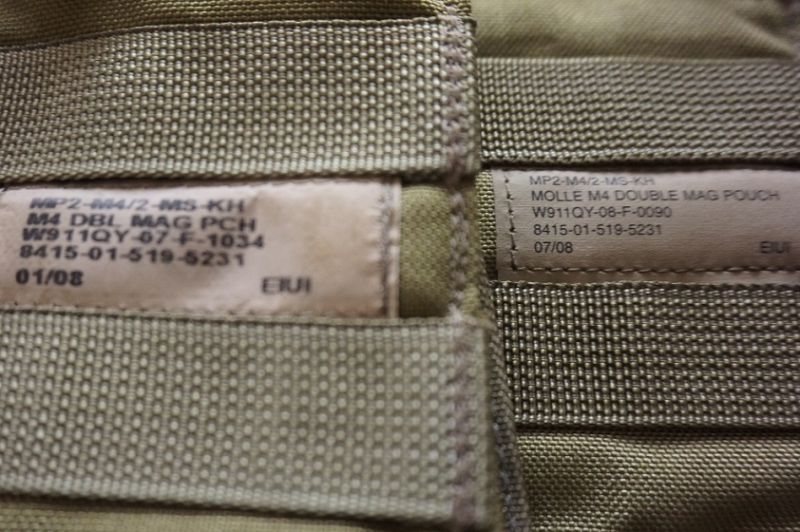 MP2-M4/2-MS-KH
M4 DBL MAG PCH
W911QY-07-F-1034
8415-01-519-5231
01/08 EIUI
MP2-M4/2-MS-KH
MOLLE M4 DOUBLE MAG POUCH
W911QY-08-F-0090
8415-01-519-5231
07/08 EIUI